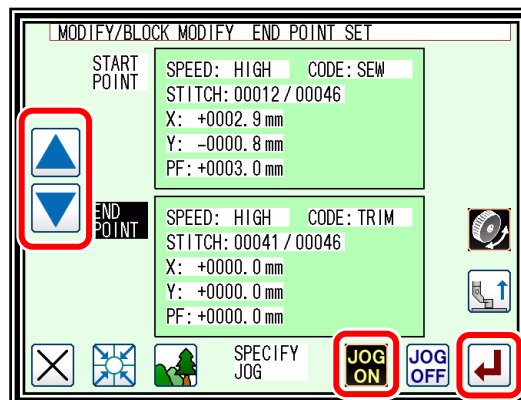 MODIFY/BLOCK MODIFY END POINT SET
START
POINT
SPEED: HIGH CODE: SEW
STITCH: 00012 / 00046
X: +0002. 9 mm
Y: -0000. 8 mm
PF: +0003. 0 mm
END
POINT
SPEED: HIGH CODE: TRIM
STITCH: 00041 / 00046
X: +0000. 0 mm
Y: +0000. 0 mm
PF: +0000. 0 mm
SPECIFY
JOG
JOG
ON
JOG
OFF